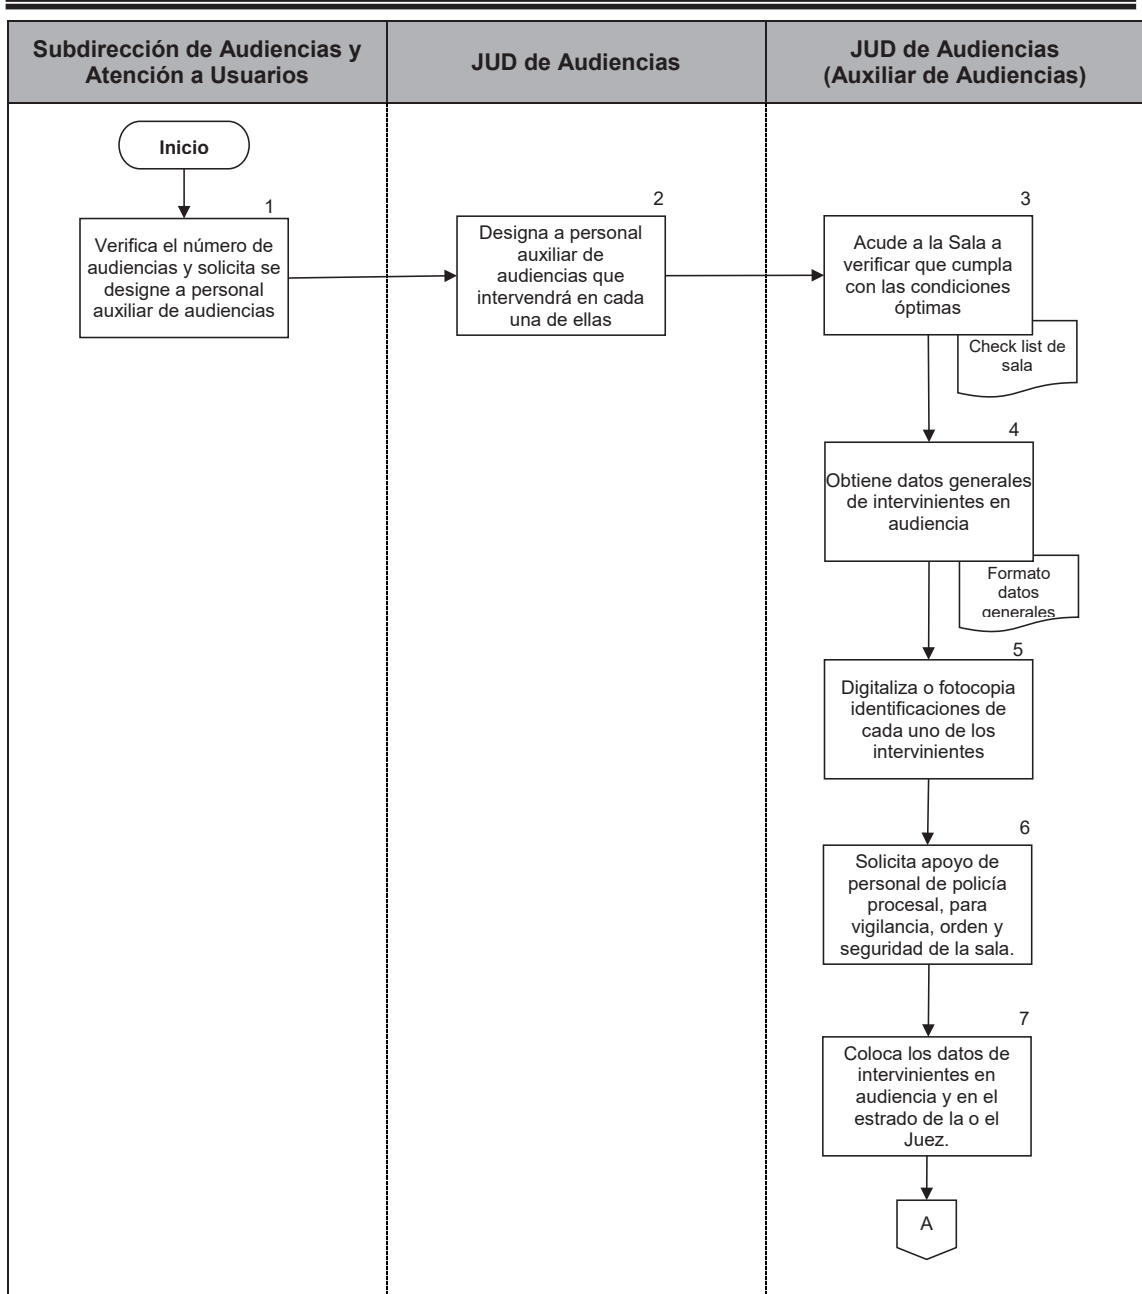 Subdirección de Audiencias y
Atención a Usuarios
JUD de Audiencias
JUD de Audiencias
(Auxiliar de Audiencias)
Inicio
1
Verifica el número de
audiencias y solicita se
designe a personal
auxiliar de audiencias
2
Designa a personal
auxiliar de
audiencias que
intervendrá en cada
una de ellas
3
Acude a la Sala a
verificar que cumpla
con las condiciones
óptimas
Check list de
sala
4
Obtiene datos generales
de intervinientes en
audiencia
Formato
datos
generales
5
Digitaliza o fotocopia
identificaciones de
cada uno de los
intervinientes
6
Solicita apoyo de
personal de policía
procesal, para
vigilancia, orden y
seguridad de la sala.
7
Coloca los datos de
intervinientes en
audiencia y en el
estrado de la o el
Juez.
A